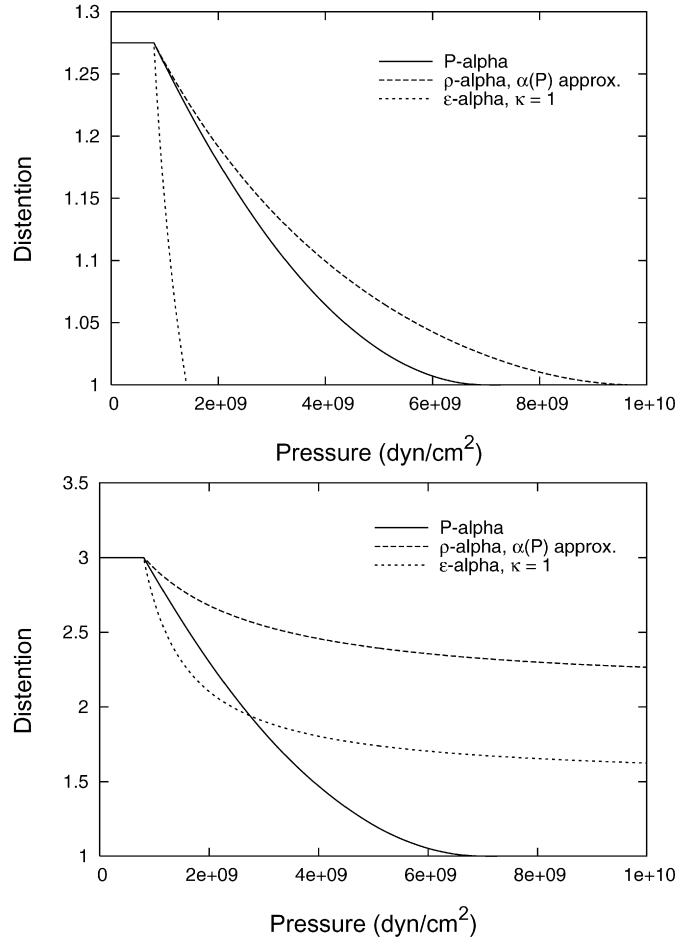 1.3
1.25
1.2
1.15
1.1
1.05
1
Distention
P-alpha
ρ-alpha, α(P) approx.
ε-alpha, κ = 1
0 2e+09 4e+09 6e+09 8e+09 1e+10
Pressure (dyn/cm²)
3.5
3
2.5
2
1.5
1
Distention
P-alpha
ρ-alpha, α(P) approx.
ε-alpha, κ = 1
0 2e+09 4e+09 6e+09 8e+09 1e+10
Pressure (dyn/cm²)